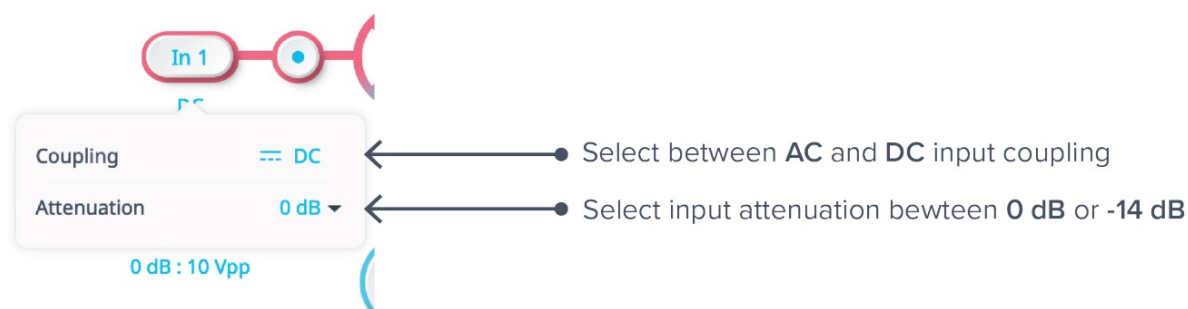 In 1
Coupling
DC
Select between AC and DC input coupling
Attenuation
0 dB
Select input attenuation bewteen 0 dB or -14 dB
0 dB : 10 Vpp